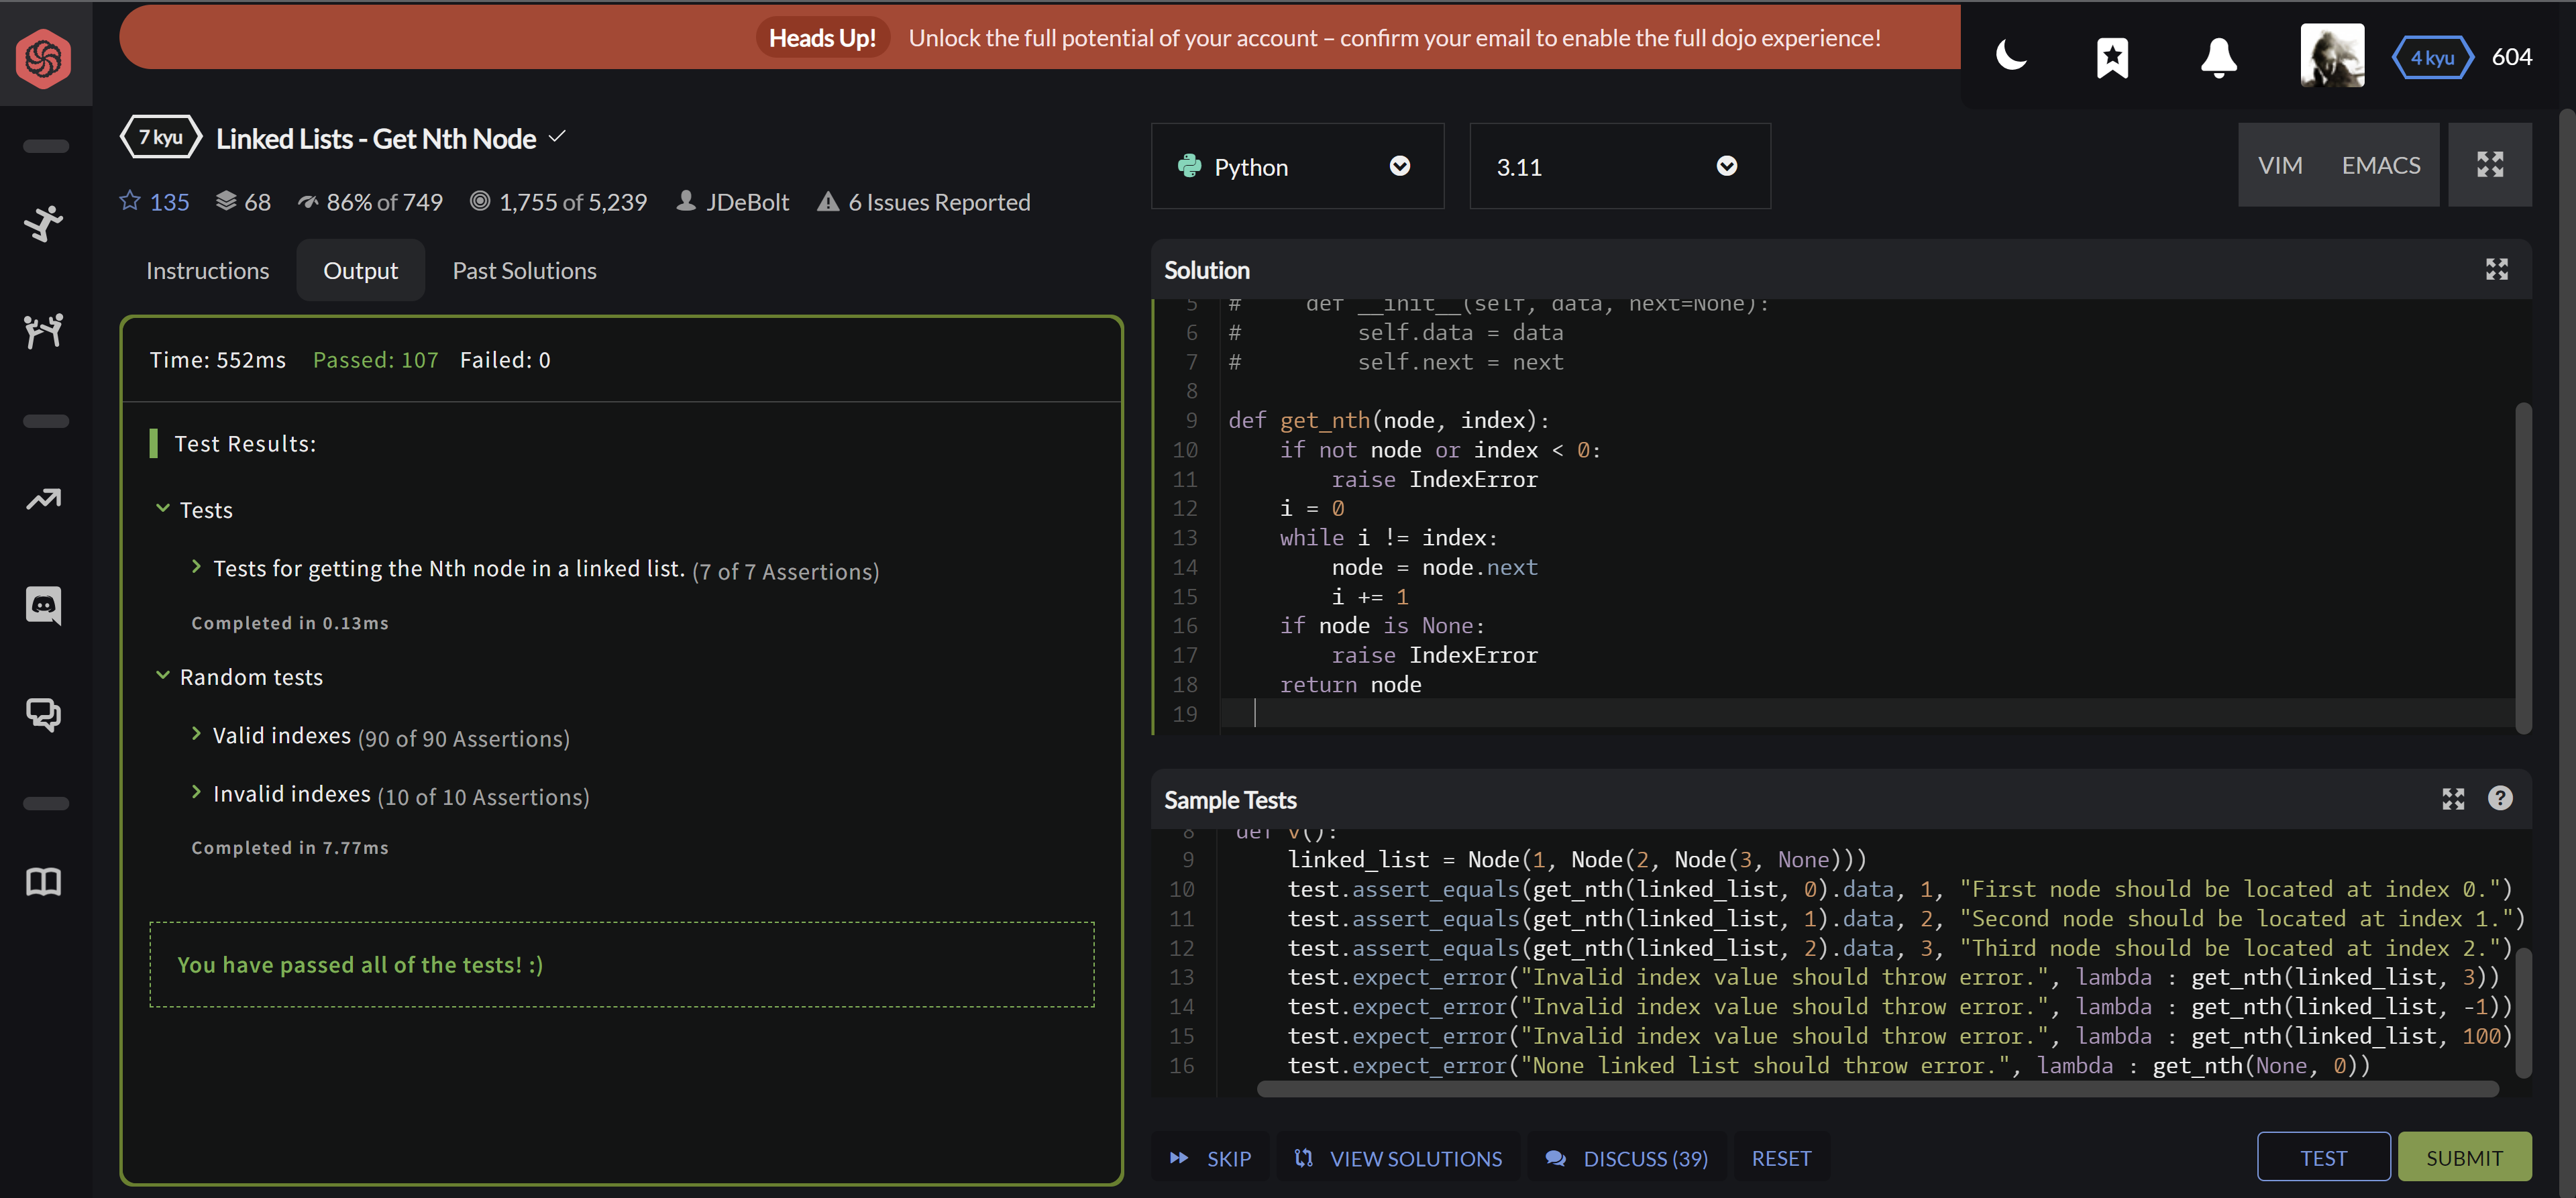 Heads Up! Unlock the full potential of your account – confirm your email to enable the full dojo experience!
4 kyu 604
7 kyu Linked Lists - Get Nth Node
135 68 86% of 749 1,755 of 5,239 JDeBolt 6 Issues Reported
Instructions Output Past Solutions
Time: 552ms Passed: 107 Failed: 0
Test Results:
Tests
Tests for getting the Nth node in a linked list. (7 of 7 Assertions)
Completed in 0.13ms
Random tests
Valid indexes (90 of 90 Assertions)
Invalid indexes (10 of 10 Assertions)
Completed in 7.77ms
You have passed all of the tests! :)
Python 3.11 VIM EMACS
Solution
5 #     def __init__(self, data, next=None):
6 #         self.data = data
7 #         self.next = next
8
9 def get_nth(node, index):
10     if not node or index < 0:
11         raise IndexError
12     i = 0
13     while i != index:
14         node = node.next
15         i += 1
16     if node is None:
17         raise IndexError
18     return node
19
Sample Tests
8 def v():
9     linked_list = Node(1, Node(2, Node(3, None)))
10     test.assert_equals(get_nth(linked_list, 0).data, 1, "First node should be located at index 0.")
11     test.assert_equals(get_nth(linked_list, 1).data, 2, "Second node should be located at index 1.")
12     test.assert_equals(get_nth(linked_list, 2).data, 3, "Third node should be located at index 2.")
13     test.expect_error("Invalid index value should throw error.", lambda : get_nth(linked_list, 3))
14     test.expect_error("Invalid index value should throw error.", lambda : get_nth(linked_list, -1))
15     test.expect_error("Invalid index value should throw error.", lambda : get_nth(linked_list, 100)
16     test.expect_error("None linked list should throw error.", lambda : get_nth(None, 0))
SKIP VIEW SOLUTIONS DISCUSS (39) RESET TEST SUBMIT